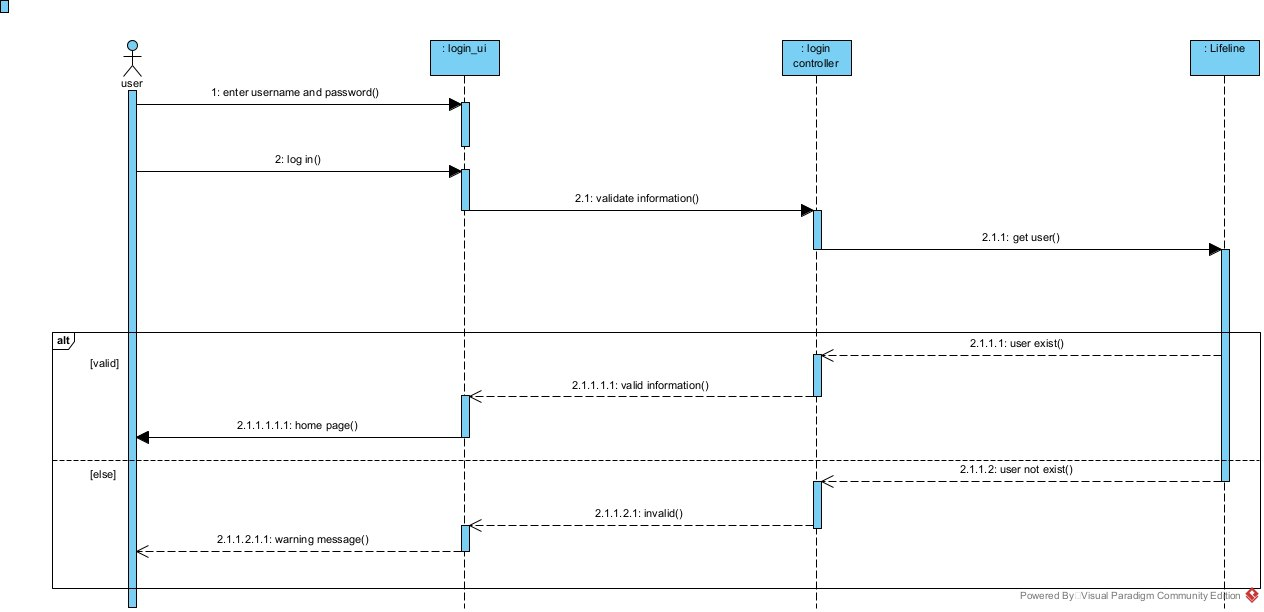 : login_ui
: login
controller
: Lifeline
user
1: enter username and password()
2: log in()
2.1: validate information()
2.1.1: get user()
alt
2.1.1.1: user exist()
[valid]
2.1.1.1.1: valid information()
2.1.1.1.1.1: home page()
[else]
2.1.1.2: user not exist()
2.1.1.2.1: invalid()
2.1.1.2.1.1: warning message()
Powered By Visual Paradigm Community Edition